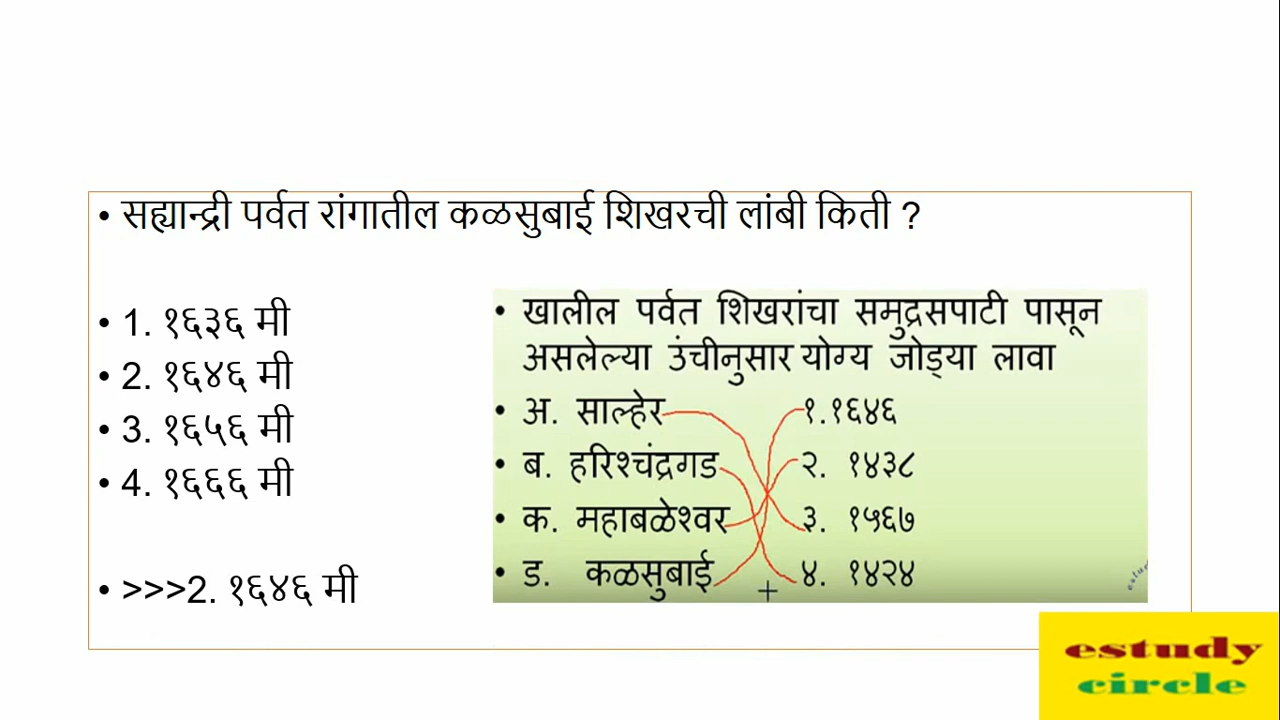 • सह्यान्द्री पर्वत रांगातील कळसुबाई शिखरची लांबी किती ?
• 1. १६३६ मी
• 2. १६४६ मी
• 3. १६५६ मी
• 4. १६६६ मी
• >>>2. १६४६ मी
• खालील पर्वत शिखरांचा समुद्रसपाटी पासून
असलेल्या उंचीनुसार योग्य जोड्या लावा
• अ. साल्हेर १.१६४६
• ब. हरिश्चंद्रगड २. १४३८
• क. महाबळेश्वर ३. १५६७
• ड. कळसुबाई ४. १४२४
estudy
circle